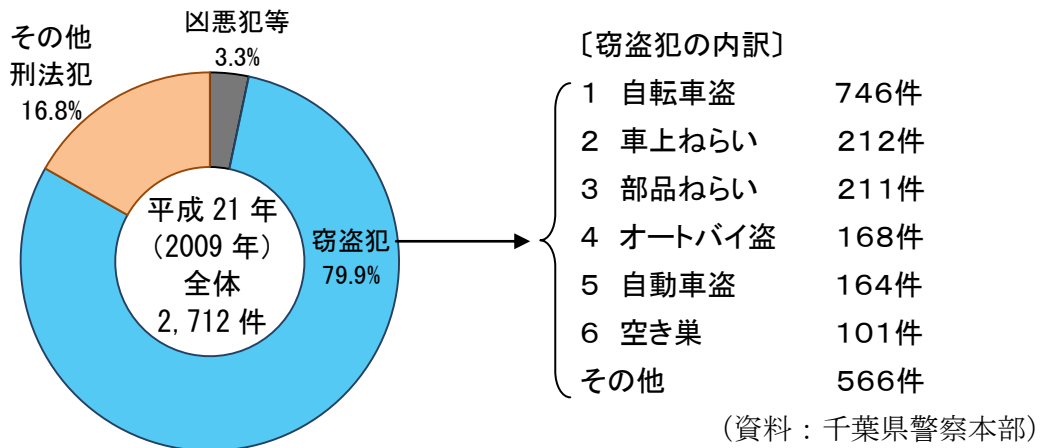 凶悪犯等
3.3%
その他
刑法犯
16.8%
平成 21 年
(2009 年)
全体
2,712 件
窃盗犯
79.9%
〔窃盗犯の内訳〕
1 自転車盗 746件
2 車上ねらい 212件
3 部品ねらい 211件
4 オートバイ盗 168件
5 自動車盗 164件
6 空き巣 101件
その他 566件
(資料：千葉県警察本部)